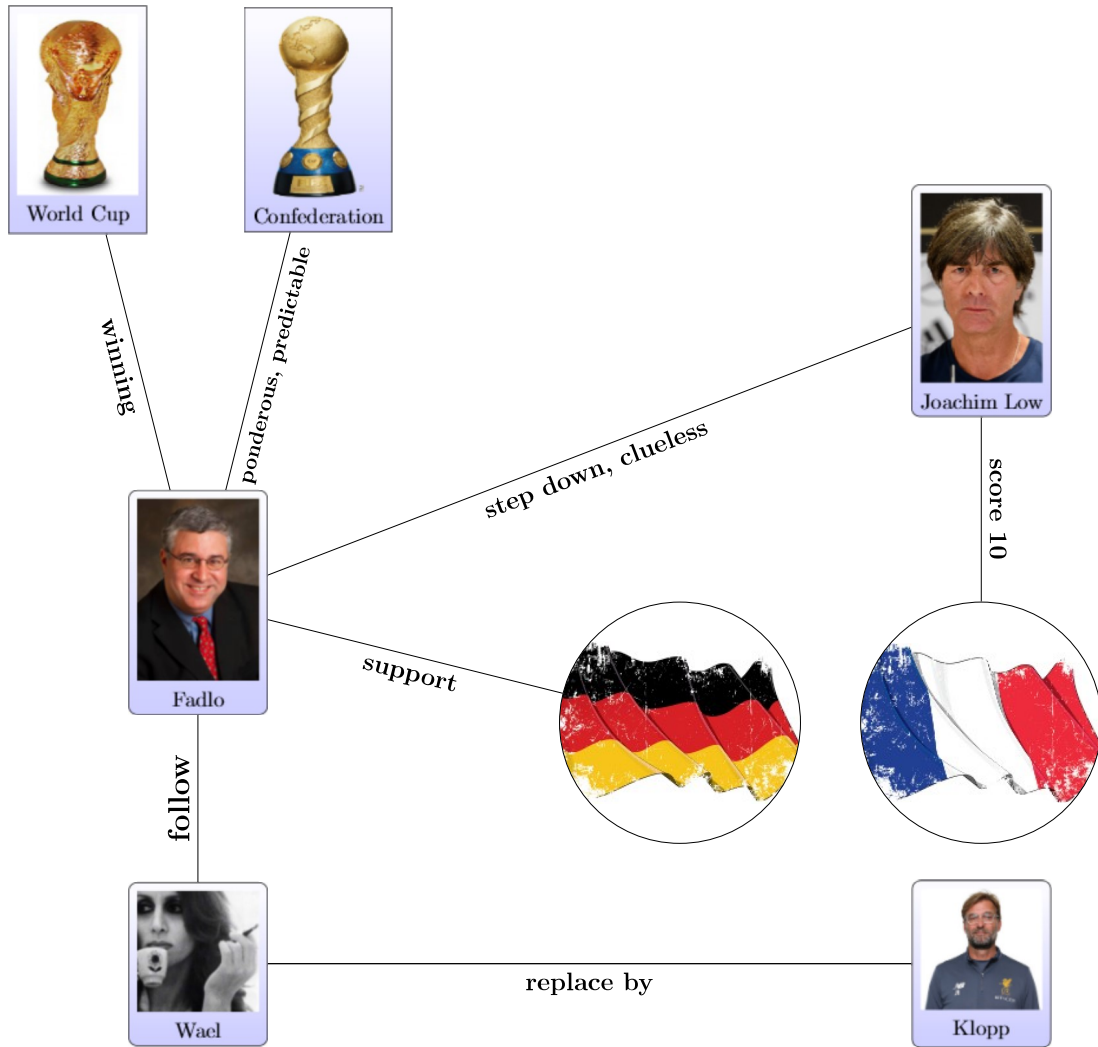 World Cup
Confederation
winning
ponderous, predictable
Joachim Low
step down, clueless
score 10
Fadlo
support
follow
Wael
replace by
Klopp